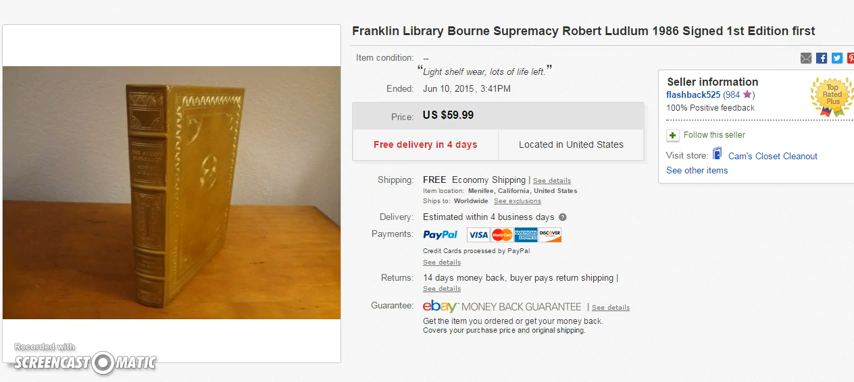 Franklin Library Bourne Supremacy Robert Ludlum 1986 Signed 1st Edition first
Item condition: --
“Light shelf wear, lots of life left.”
Ended: Jun 10, 2015, 3:41PM
Price: US $59.99
Free delivery in 4 days
Located in United States
Shipping: FREE Economy Shipping | See details
Item location: Menifee, California, United States
Ships to: Worldwide See exclusions
Delivery: Estimated within 4 business days ?
Payments: PayPal VISA MasterCard AMERICAN EXPRESS DISCOVER
Credit Cards processed by PayPal
See details
Returns: 14 days money back, buyer pays return shipping |
See details
Guarantee: ebay MONEY BACK GUARANTEE | See details
Get the item you ordered or get your money back.
Covers your purchase price and original shipping.
Seller information
flashback525 (984 )
100% Positive feedback
Top
Rated
Plus
Follow this seller
Visit store: Cam's Closet Cleanout
See other items
Recorded with
SCREENCAST-O-MATIC